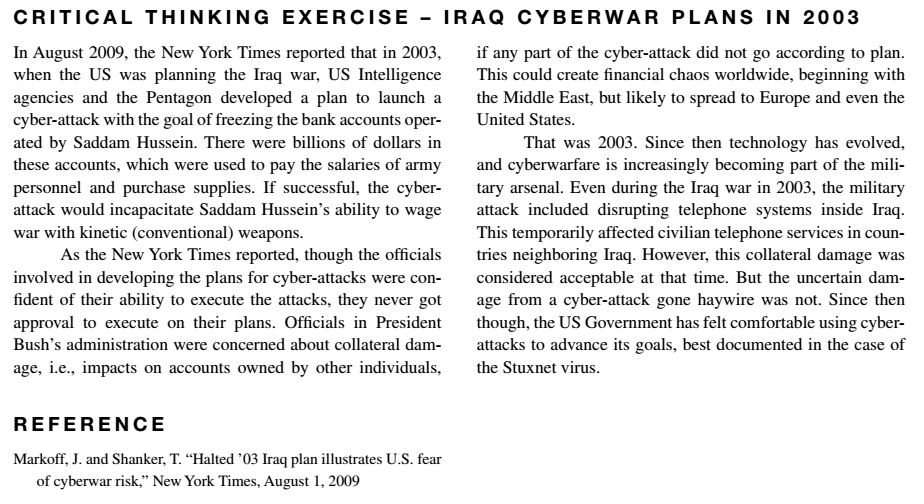 CRITICAL THINKING EXERCISE – IRAQ CYBERWAR PLANS IN 2003
In August 2009, the New York Times reported that in 2003,
when the US was planning the Iraq war, US Intelligence
agencies and the Pentagon developed a plan to launch a
cyber-attack with the goal of freezing the bank accounts oper-
ated by Saddam Hussein. There were billions of dollars in
these accounts, which were used to pay the salaries of army
personnel and purchase supplies. If successful, the cyber-
attack would incapacitate Saddam Hussein's ability to wage
war with kinetic (conventional) weapons.
As the New York Times reported, though the officials
involved in developing the plans for cyber-attacks were con-
fident of their ability to execute the attacks, they never got
approval to execute on their plans. Officials in President
Bush's administration were concerned about collateral dam-
age, i.e., impacts on accounts owned by other individuals,
if any part of the cyber-attack did not go according to plan.
This could create financial chaos worldwide, beginning with
the Middle East, but likely to spread to Europe and even the
United States.
That was 2003. Since then technology has evolved,
and cyberwarfare is increasingly becoming part of the mili-
tary arsenal. Even during the Iraq war in 2003, the military
attack included disrupting telephone systems inside Iraq.
This temporarily affected civilian telephone services in coun-
tries neighboring Iraq. However, this collateral damage was
considered acceptable at that time. But the uncertain dam-
age from a cyber-attack gone haywire was not. Since then
though, the US Government has felt comfortable using cyber-
attacks to advance its goals, best documented in the case of
the Stuxnet virus.
REFERENCE
Markoff, J. and Shanker, T. “Halted ’03 Iraq plan illustrates U.S. fear
of cyberwar risk,” New York Times, August 1, 2009